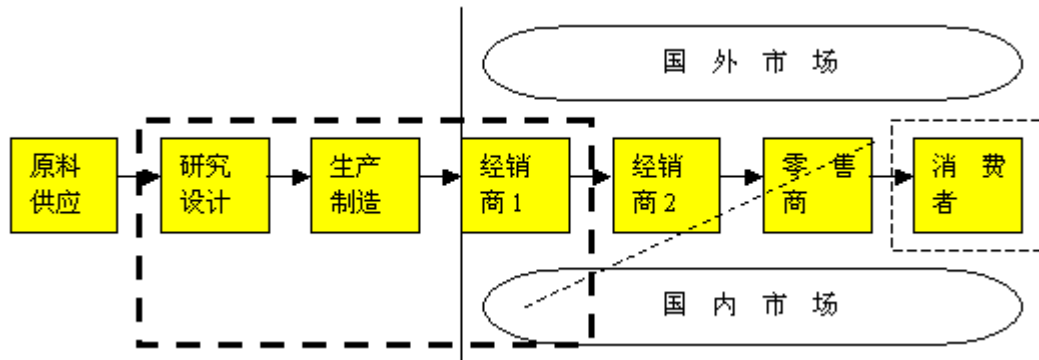 国 外 市 场
原料
供应
研究
设计
生产
制造
经销
商1
经销
商2
零 售
商
消 费
者
国 内 市 场